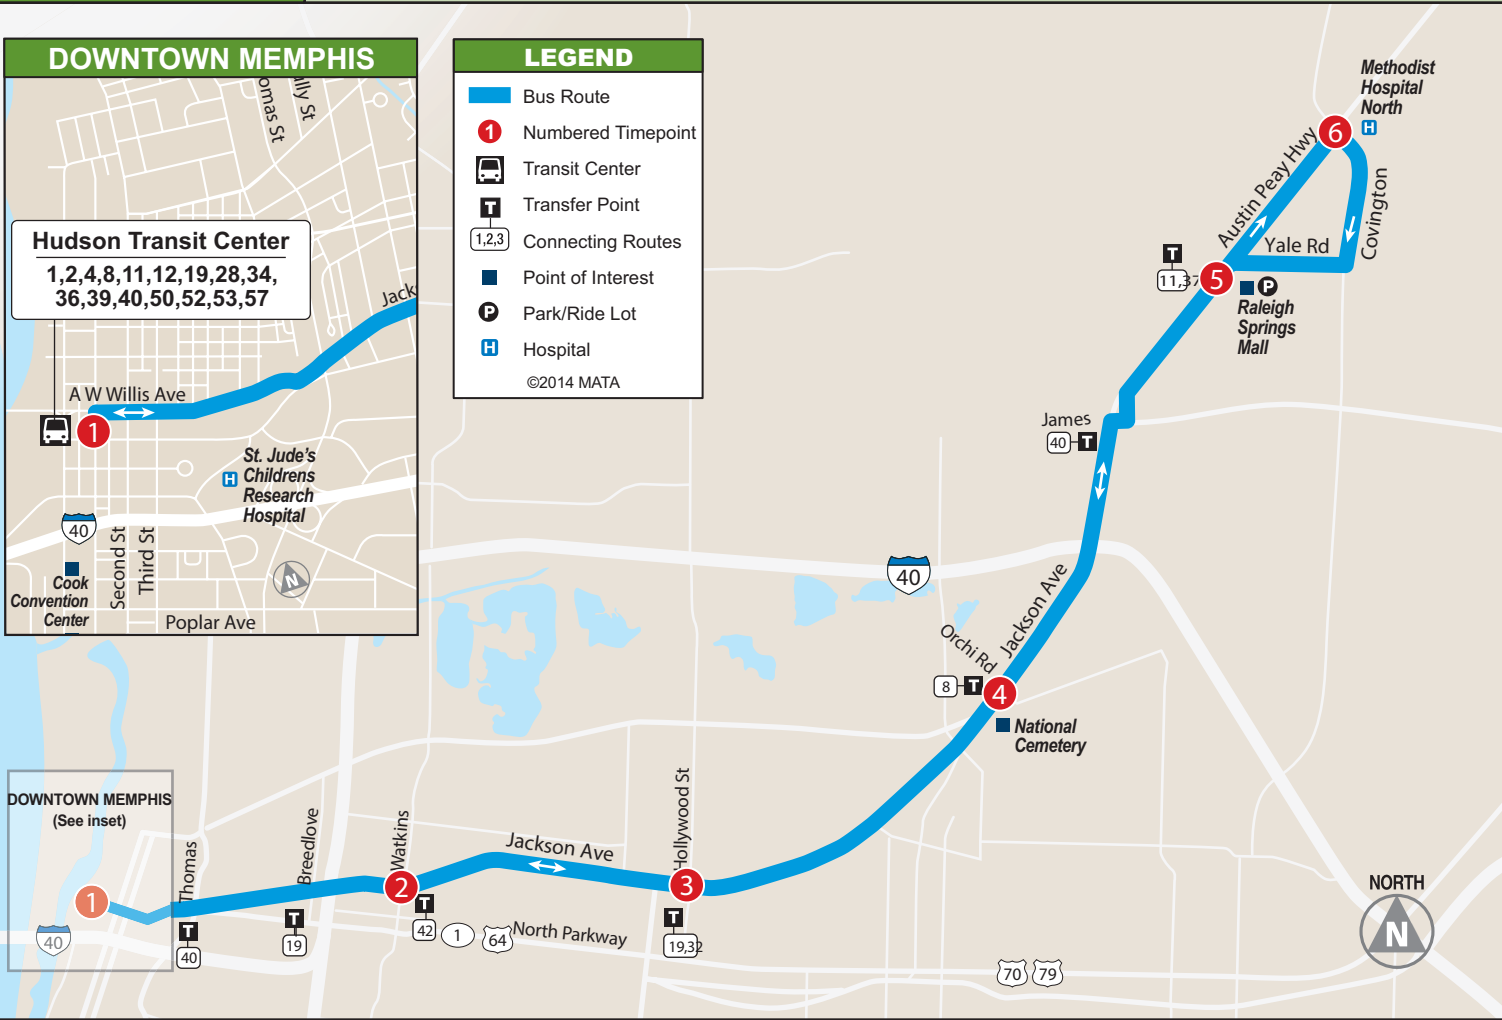 DOWNTOWN MEMPHIS
omas St
ully St
Hudson Transit Center
1,2,4,8,11,12,19,28,34,
36,39,40,50,52,53,57
Jack
A W Willis Ave
1
St. Jude's
Childrens
Research
Hospital
H
40
Second St
Third St
Cook
Convention
Center
N
Poplar Ave
LEGEND
Bus Route
1 Numbered Timepoint
Transit Center
T Transfer Point
1,2,3 Connecting Routes
Point of Interest
P Park/Ride Lot
H Hospital
©2014 MATA
Methodist
Hospital
North
H
6
Austin Peay Hwy
Covington
Yale Rd
T
11,37
5
P
Raleigh
Springs
Mall
James
40 T
40
Jackson Ave
Orchi Rd
8 T
4
National
Cemetery
DOWNTOWN MEMPHIS
(See inset)
1
40
Thomas
T
40
Breedlove
T
19
Watkins
2
T
42
1
64
North Parkway
Jackson Ave
Hollywood St
3
T
19,32
70
79
NORTH
N